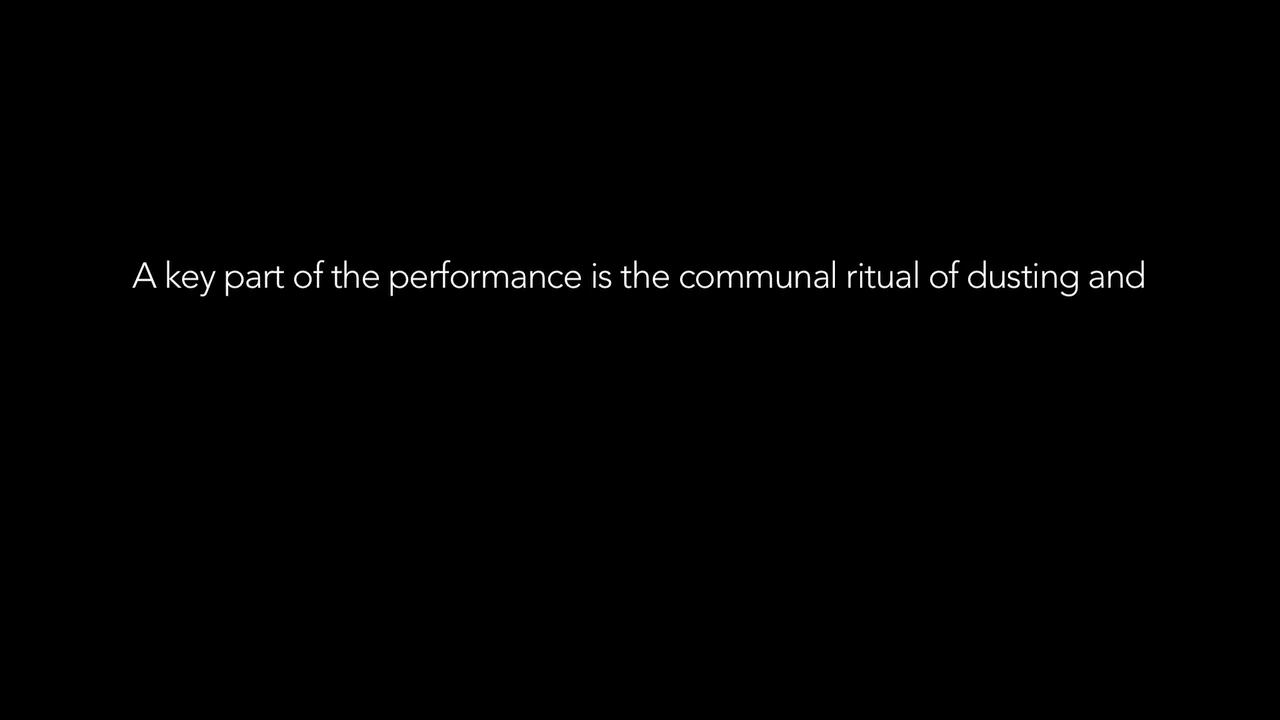 A key part of the performance is the communal ritual of dusting and